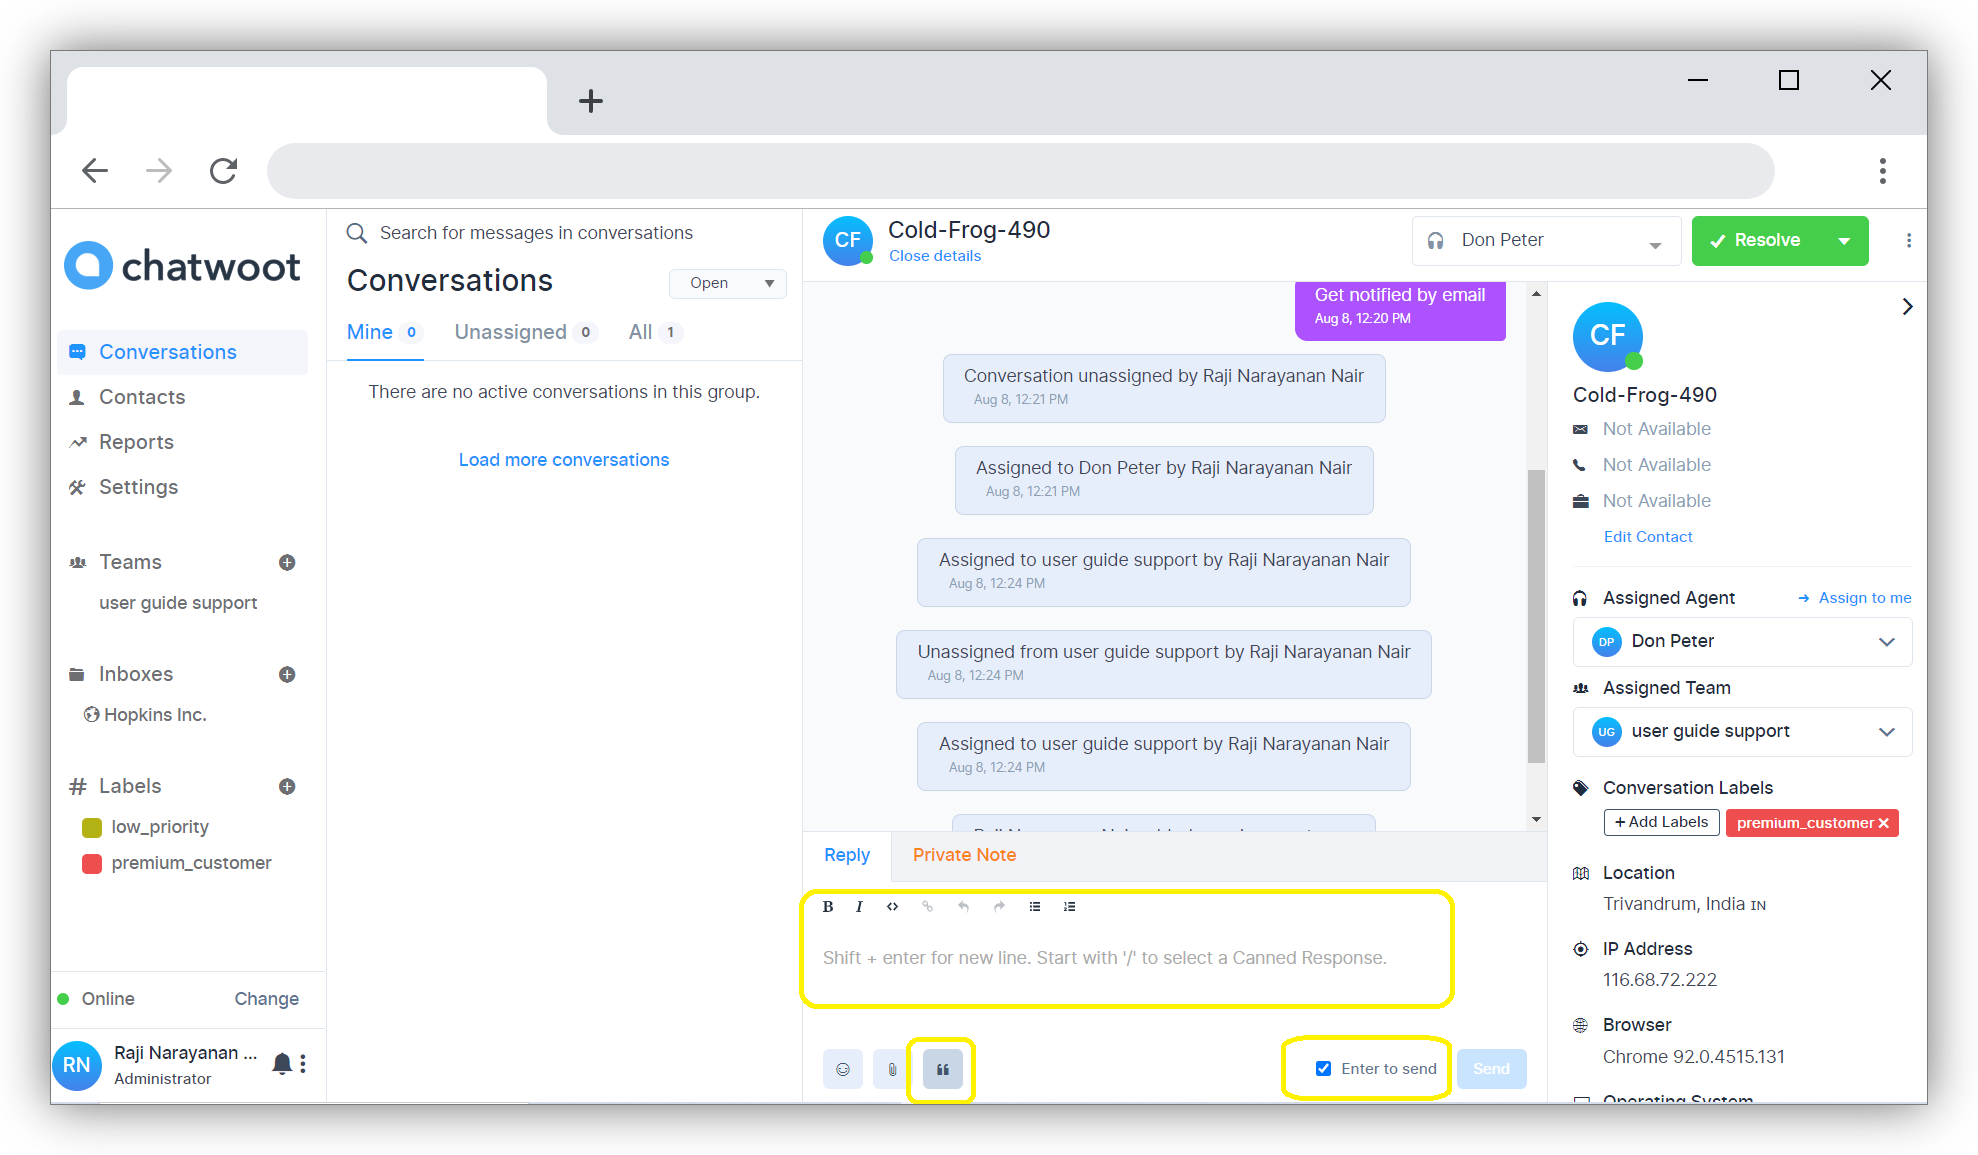 chatwoot
Conversations
Contacts
Reports
Settings
Teams
user guide support
Inboxes
Hopkins Inc.
Labels
low_priority
premium_customer
Online Change
RN
Raji Narayanan ...
Administrator
Search for messages in conversations
Conversations
Open
Mine 0 Unassigned 0 All 1
There are no active conversations in this group.
Load more conversations
CF
Cold-Frog-490
Close details
Don Peter
Resolve
Get notified by email
Aug 8, 12:20 PM
Conversation unassigned by Raji Narayanan Nair
Aug 8, 12:21 PM
Assigned to Don Peter by Raji Narayanan Nair
Aug 8, 12:21 PM
Assigned to user guide support by Raji Narayanan Nair
Aug 8, 12:24 PM
Unassigned from user guide support by Raji Narayanan Nair
Aug 8, 12:24 PM
Assigned to user guide support by Raji Narayanan Nair
Aug 8, 12:24 PM
Reply Private Note
B I
Shift + enter for new line. Start with '/' to select a Canned Response.
Enter to send Send
CF
Cold-Frog-490
Not Available
Not Available
Not Available
Edit Contact
Assigned Agent Assign to me
DP Don Peter
Assigned Team
UG user guide support
Conversation Labels
+ Add Labels premium_customer
Location
Trivandrum, India IN
IP Address
116.68.72.222
Browser
Chrome 92.0.4515.131
Operating System